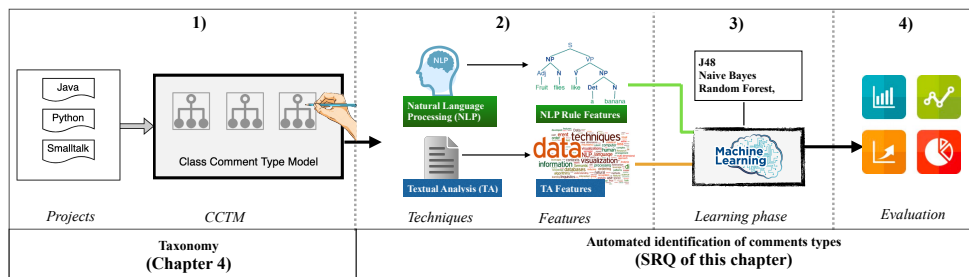 1)
2)
3)
4)
Java
Python
Smalltalk
Class Comment Type Model
NLP
Natural Language
Processing (NLP)
Textual Analysis (TA)
S
NP
VP
Adj
N
V
NP
Fruit
flies
like
Det
N
a
banana
NLP Rule Features
data
techniques
visualization
information
TA Features
J48
Naive Bayes
Random Forest,
Machine
Learning
Projects
CCTM
Techniques
Features
Learning phase
Evaluation
Taxonomy
(Chapter 4)
Automated identification of comments types
(SRQ of this chapter)